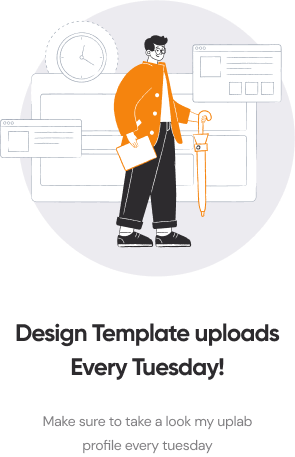 Design Template uploads
Every Tuesday!
Make sure to take a look my uplab
profile every tuesday